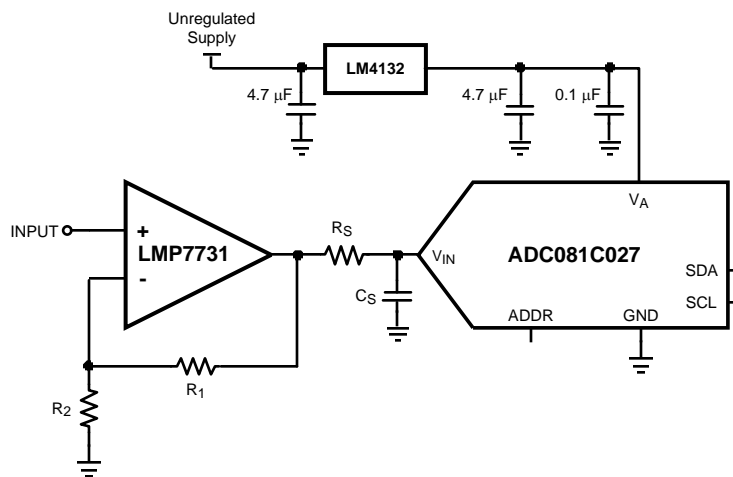 Unregulated
Supply
LM4132
4.7 µF
4.7 µF
0.1 µF
VA
INPUT
+
-
LMP7731
RS
VIN
ADC081C027
SDA
SCL
CS
ADDR
GND
R1
R2